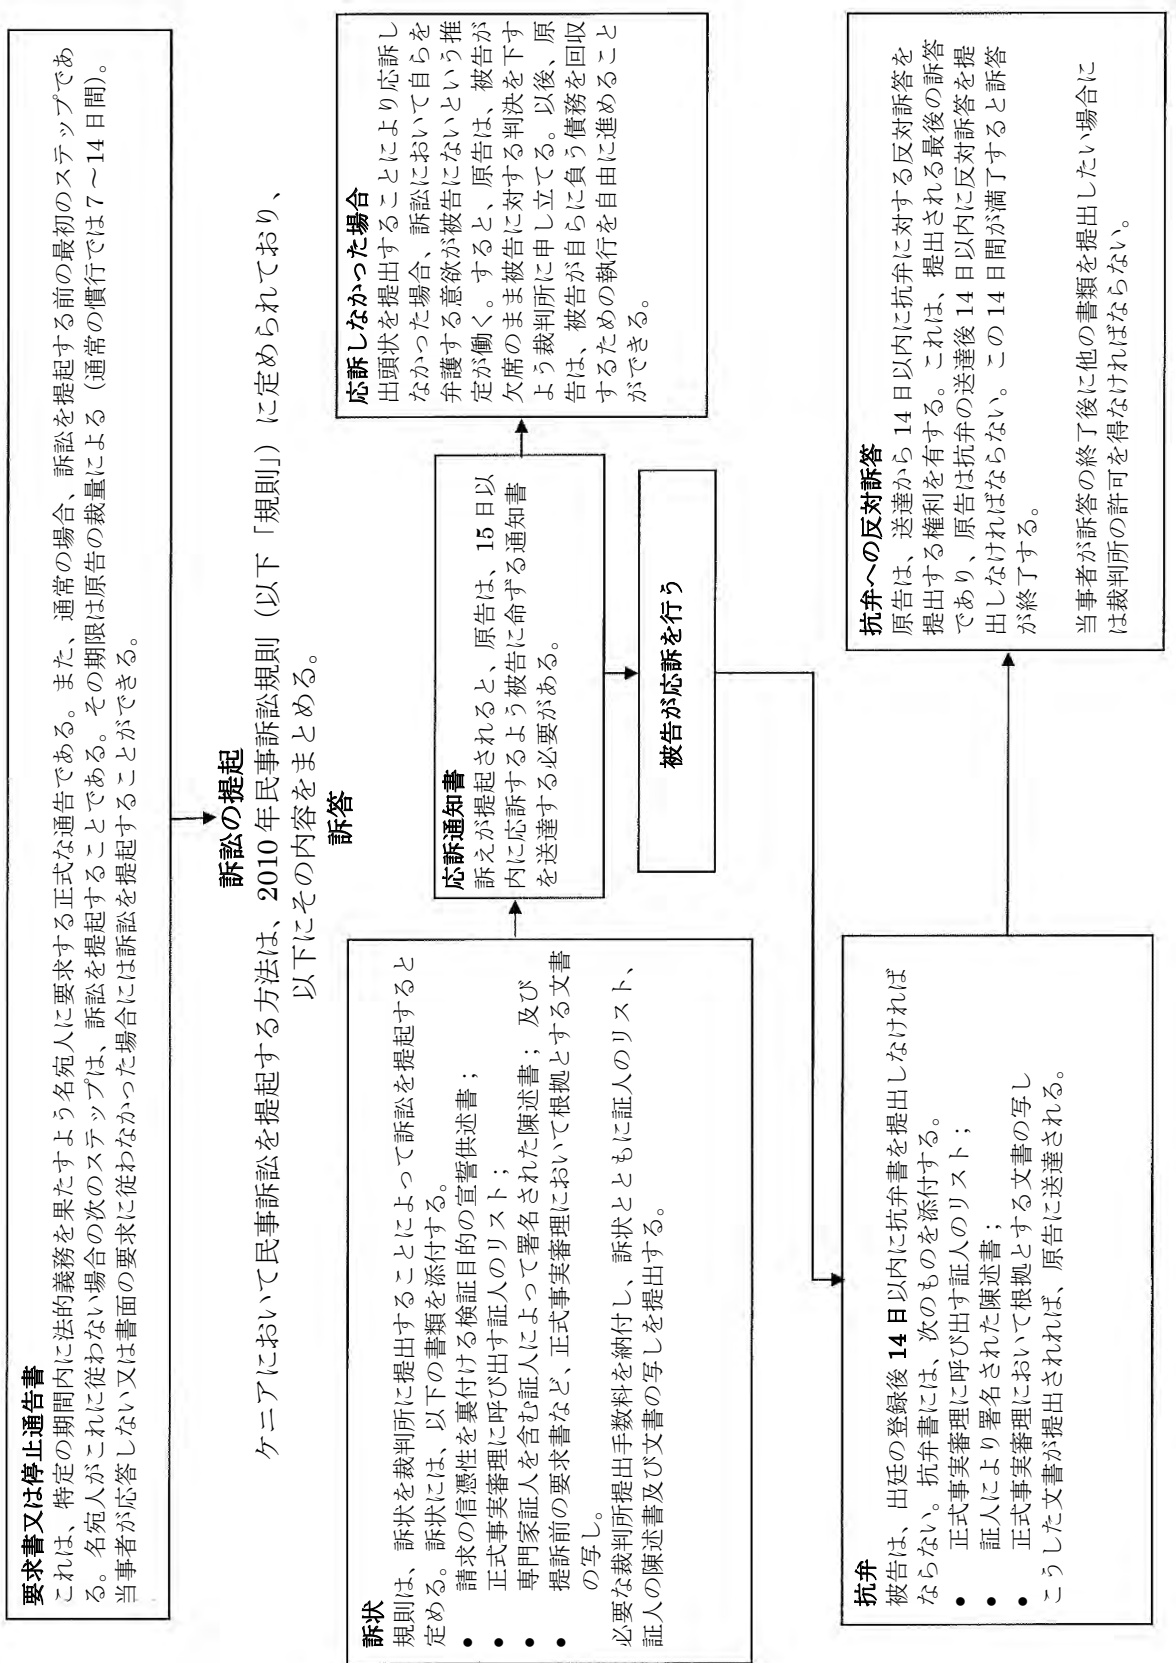 要求書又は停止通告書
これは、特定の期間内に法的義務を果たすよう名宛人に要求する正式な通告である。また、通常の場合、訴訟を提起する前の最初のステップであ
る。名宛人がこれに従わない場合の次のステップは、訴訟を提起することである。その期限は原告の裁量による（通常の慣行では7～14 日間）。
当事者が応答しない又は書面の要求に従わなかった場合には訴訟を提起することができる。
訴訟の提起
ケニアにおいて民事訴訟を提起する方法は、2010 年民事訴訟規則（以下「規則」）に定められており、
以下にその内容をまとめる。
訴答
訴状
規則は、訴状を裁判所に提出することによって訴訟を提起すると
定める。訴状には、以下の書類を添付する。
• 請求の信憑性を裏付ける検証目的の宣誓供述書；
• 正式事実審理に呼び出す証人のリスト；
• 専門家証人を含む証人によって署名された陳述書；及び
• 提訴前の要求書など、正式事実審理において根拠とする文書
の写し。
必要な裁判所提出手数料を納付し、訴状とともに証人のリスト、
証人の陳述書及び文書の写しを提出する。
応訴通知書
訴えが提起されると、原告は、15 日以
内に応訴するよう被告に命ずる通知書
を送達する必要がある。
応訴しなかった場合
出頭状を提出することにより応訴し
なかった場合、訴訟において自らを
弁護する意欲が被告にないという推
定が働く。すると、原告は、被告が
欠席のまま被告に対する判決を下す
よう裁判所に申し立てる。以後、原
告は、被告が自らに負う債務を回収
するための執行を自由に進めること
ができる。
被告が応訴を行う
抗弁
被告は、出廷の登録後 14 日以内に抗弁書を提出しなければ
ならない。抗弁書には、次のものを添付する。
• 正式事実審理に呼び出す証人のリスト；
• 証人により署名された陳述書；
• 正式事実審理において根拠とする文書の写し
こうした文書が提出されれば、原告に送達される。
抗弁への反対訴答
原告は、送達から 14 日以内に抗弁に対する反対訴答を
提出する権利を有する。これは、提出される最後の訴答
であり、原告は抗弁の送達後 14 日以内に反対訴答を提
出しなければならない。この 14 日間が満了すると訴答
が終了する。
当事者が訴答の終了後に他の書類を提出したい場合に
は裁判所の許可を得なければならない。